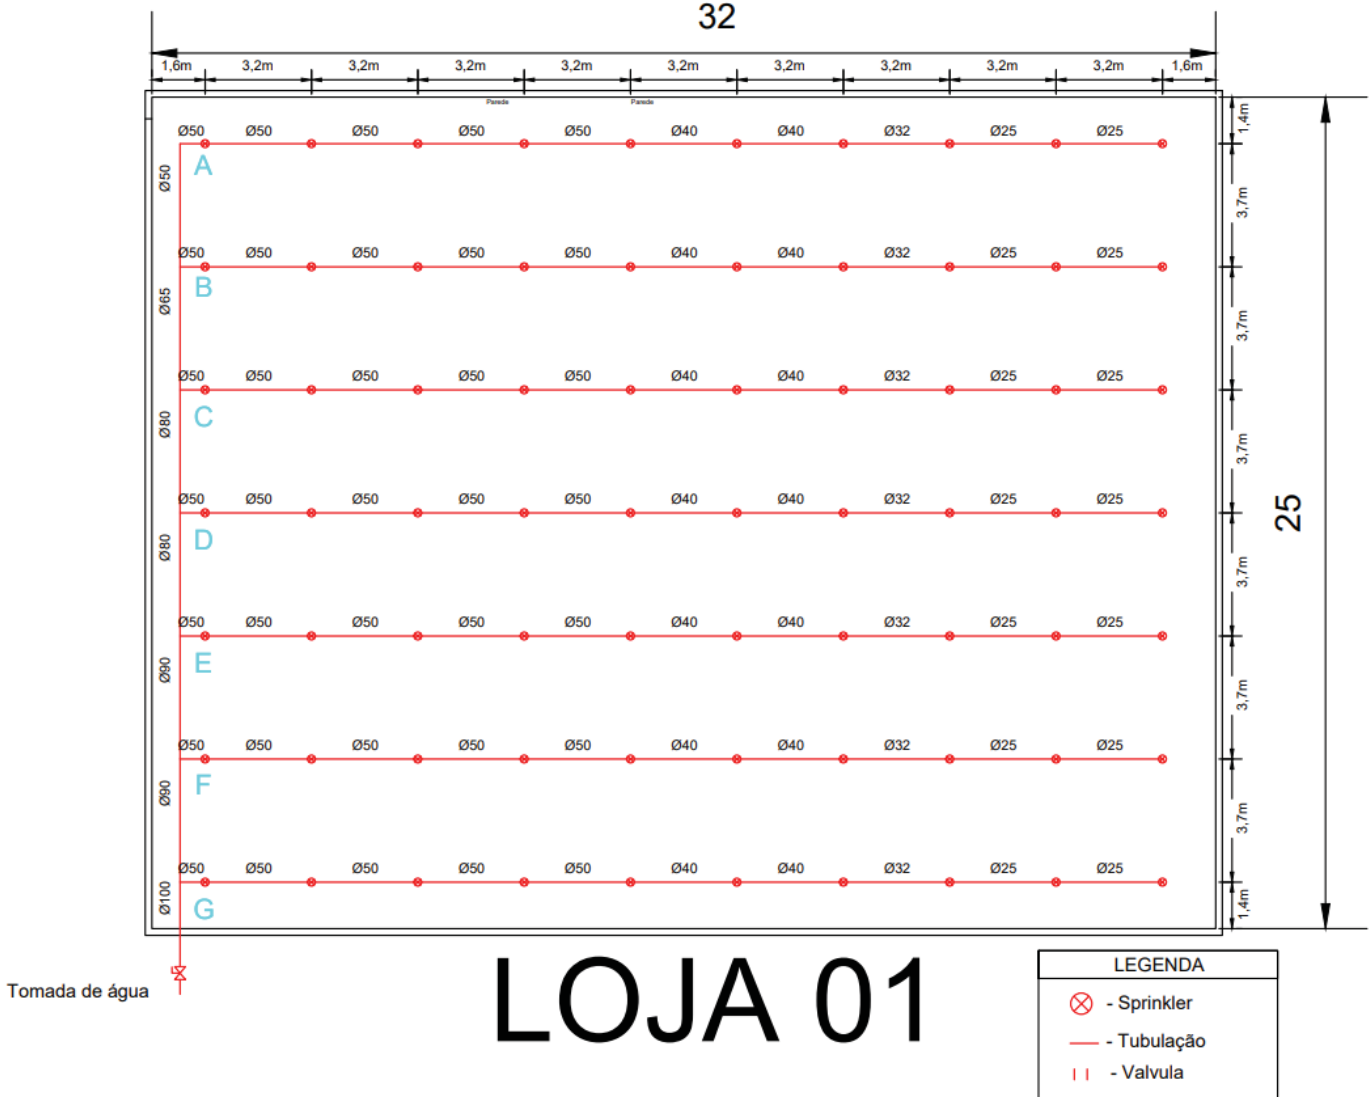 32
1,6m 3,2m 3,2m 3,2m 3,2m 3,2m 3,2m 3,2m 3,2m 3,2m 1,6m
Parede Parede
1,4m
Ø50 Ø50 Ø50 Ø50 Ø50 Ø40 Ø40 Ø32 Ø25 Ø25
A
Ø50
3,7m
Ø50 Ø50 Ø50 Ø50 Ø50 Ø40 Ø40 Ø32 Ø25 Ø25
B
Ø65
3,7m
Ø50 Ø50 Ø50 Ø50 Ø50 Ø40 Ø40 Ø32 Ø25 Ø25
C
Ø80
3,7m
Ø50 Ø50 Ø50 Ø50 Ø50 Ø40 Ø40 Ø32 Ø25 Ø25
25
D
Ø80
3,7m
Ø50 Ø50 Ø50 Ø50 Ø50 Ø40 Ø40 Ø32 Ø25 Ø25
E
Ø90
3,7m
Ø50 Ø50 Ø50 Ø50 Ø50 Ø40 Ø40 Ø32 Ø25 Ø25
F
Ø90
3,7m
Ø50 Ø50 Ø50 Ø50 Ø50 Ø40 Ø40 Ø32 Ø25 Ø25
G
Ø100
1,4m
Tomada de água
LOJA 01
LEGENDA
- Sprinkler
- Tubulação
- Valvula